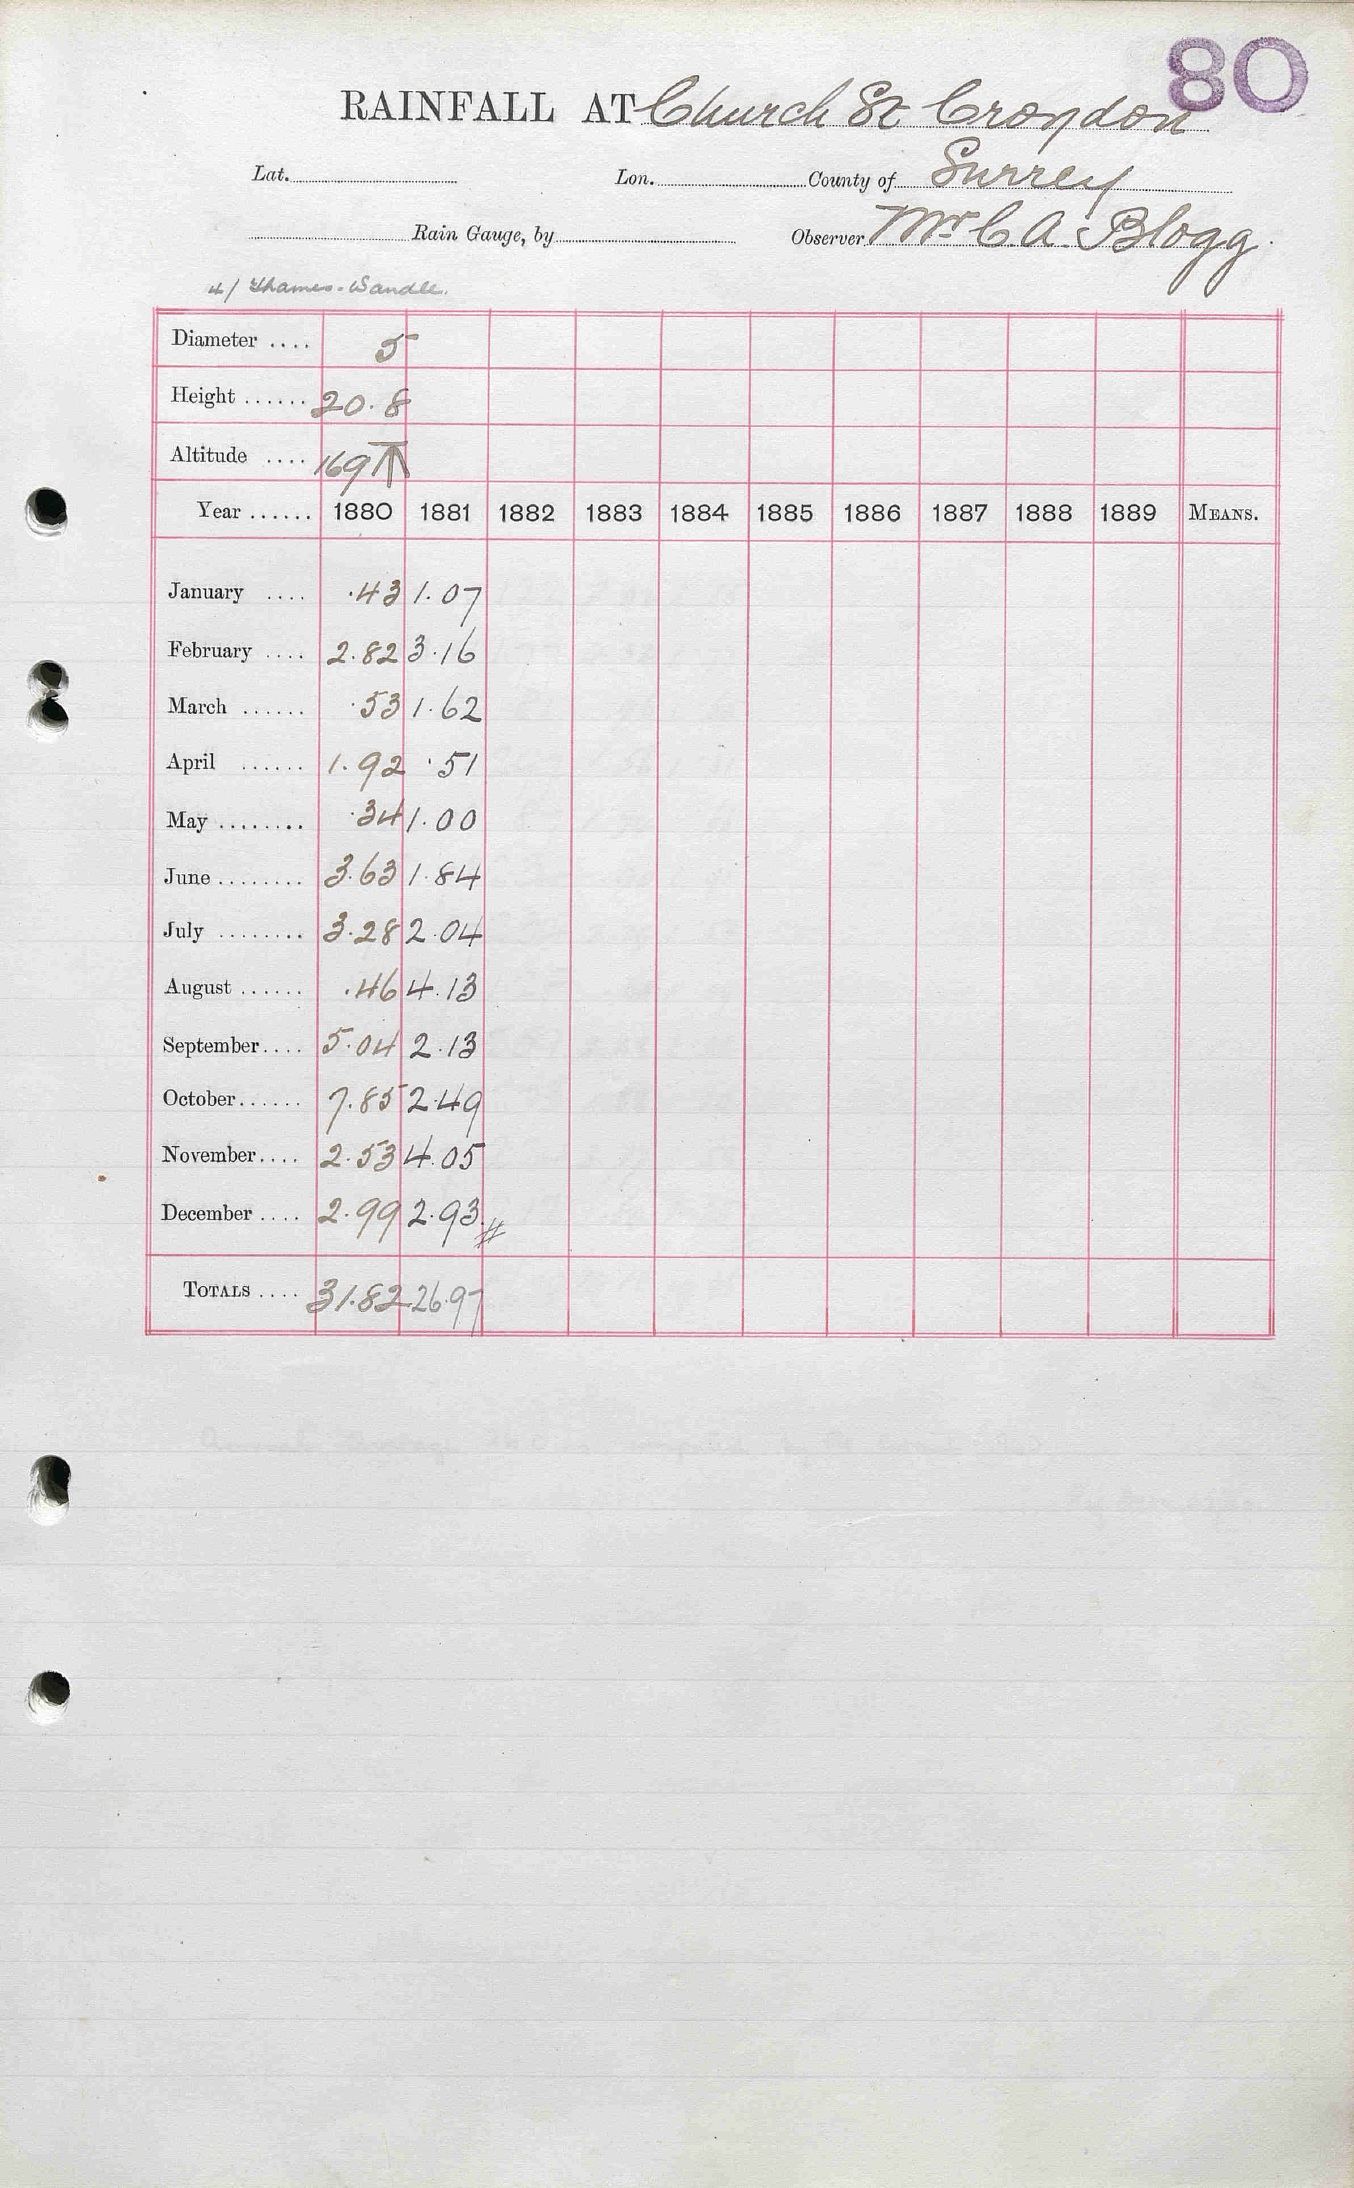 80
RAINFALL AT Church St Croydon
Lat. Lon. County of Surrey
Rain Gauge, by Observer Mr C. A. Blogg.
4/ Thames-Wandle.
Diameter .... 5
Height ...... 20.8
Altitude .... 169
Year ...... 1880 1881 1882 1883 1884 1885 1886 1887 1888 1889 MEANS.
January .... .43 1.07
February .... 2.82 3.16
March ...... .53 1.62
April ...... 1.92 .51
May ........ .34 1.00
June ........ 3.63 1.84
July ........ 3.28 2.04
August ...... .46 4.13
September .... 5.04 2.13
October ...... 7.85 2.49
November .... 2.53 4.05
December .... 2.99 2.93
TOTALS .... 31.82 26.97